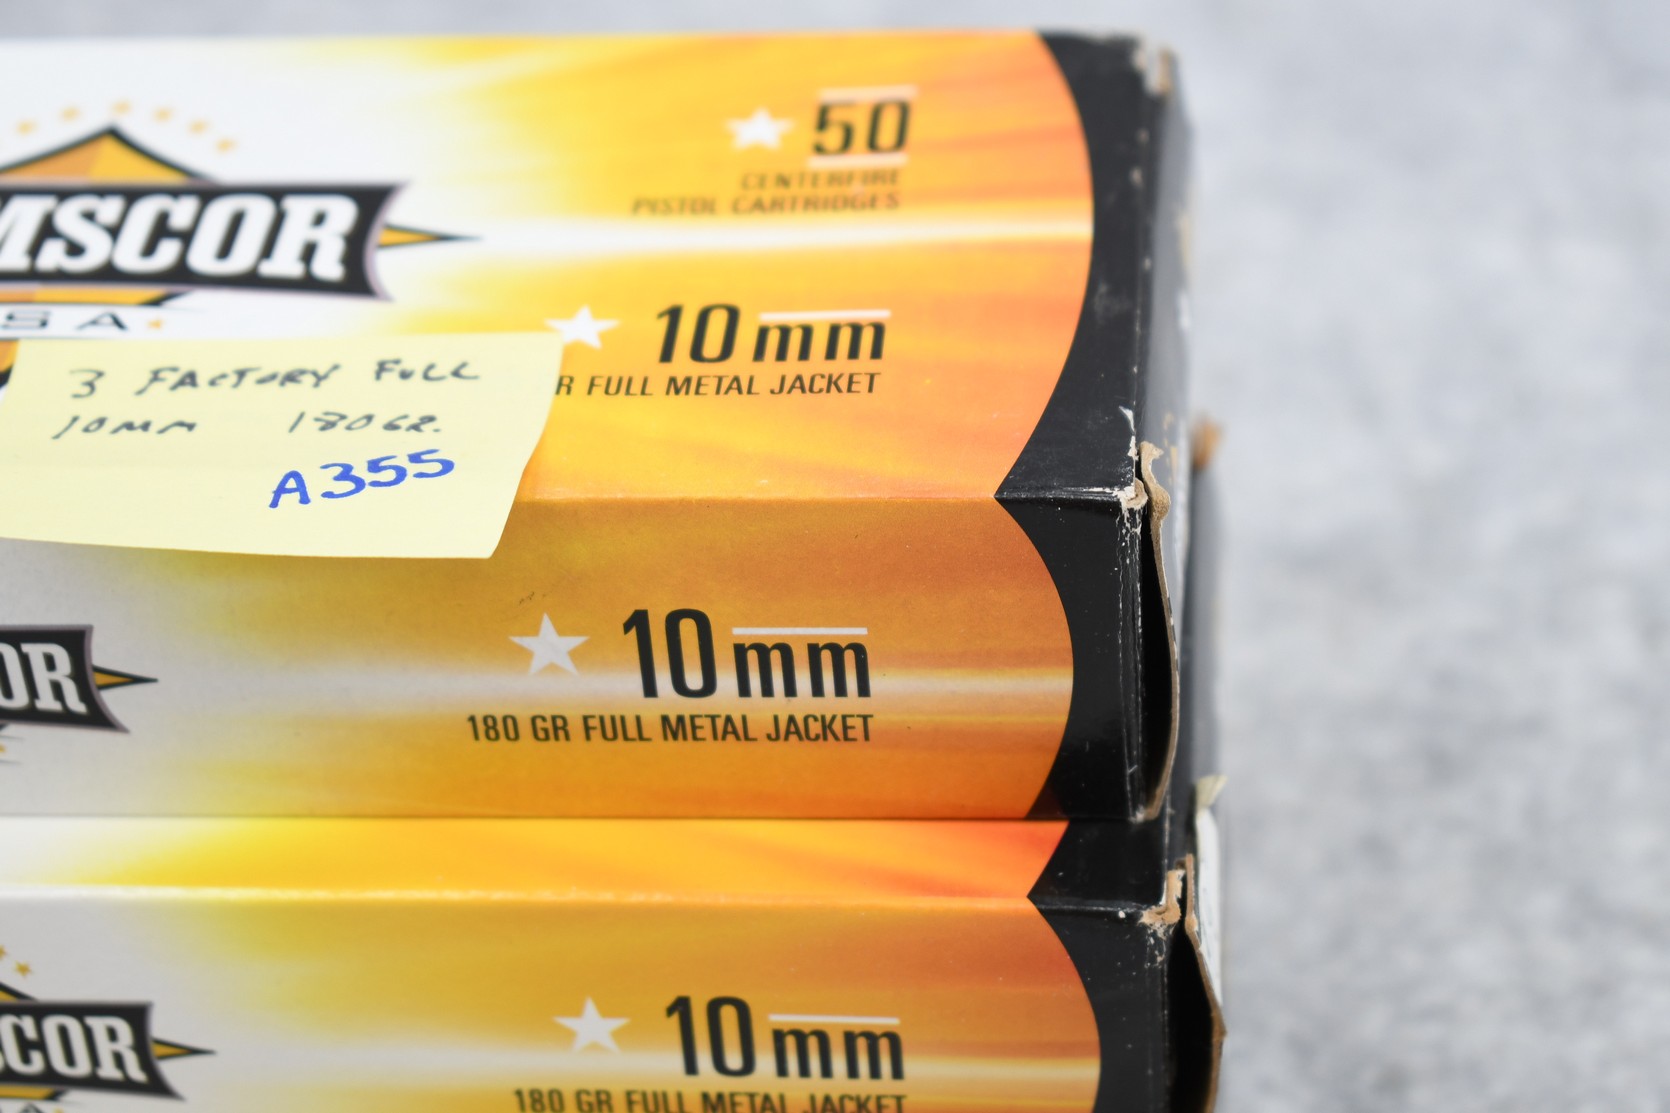 50
CENTERFIRE
PISTOL CARTRIDGES
MSCOR
SA
10mm
R FULL METAL JACKET
3 FACTORY FULL
10MM 180GR.
A355
OR
10mm
180 GR FULL METAL JACKET
SCOR
10mm
180 GR FULL METAL JACKET